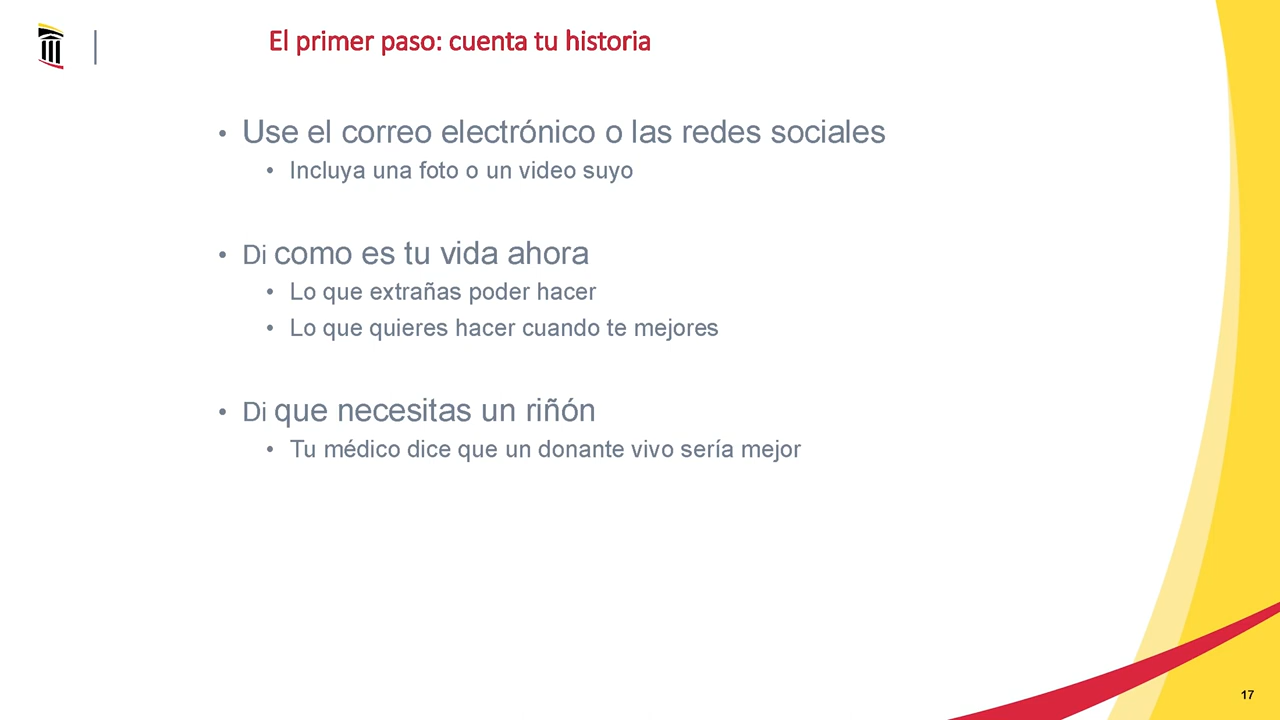 El primer paso: cuenta tu historia
• Use el correo electrónico o las redes sociales
• Incluya una foto o un video suyo
• Di como es tu vida ahora
• Lo que extrañas poder hacer
• Lo que quieres hacer cuando te mejores
• Di que necesitas un riñón
• Tu médico dice que un donante vivo sería mejor
17